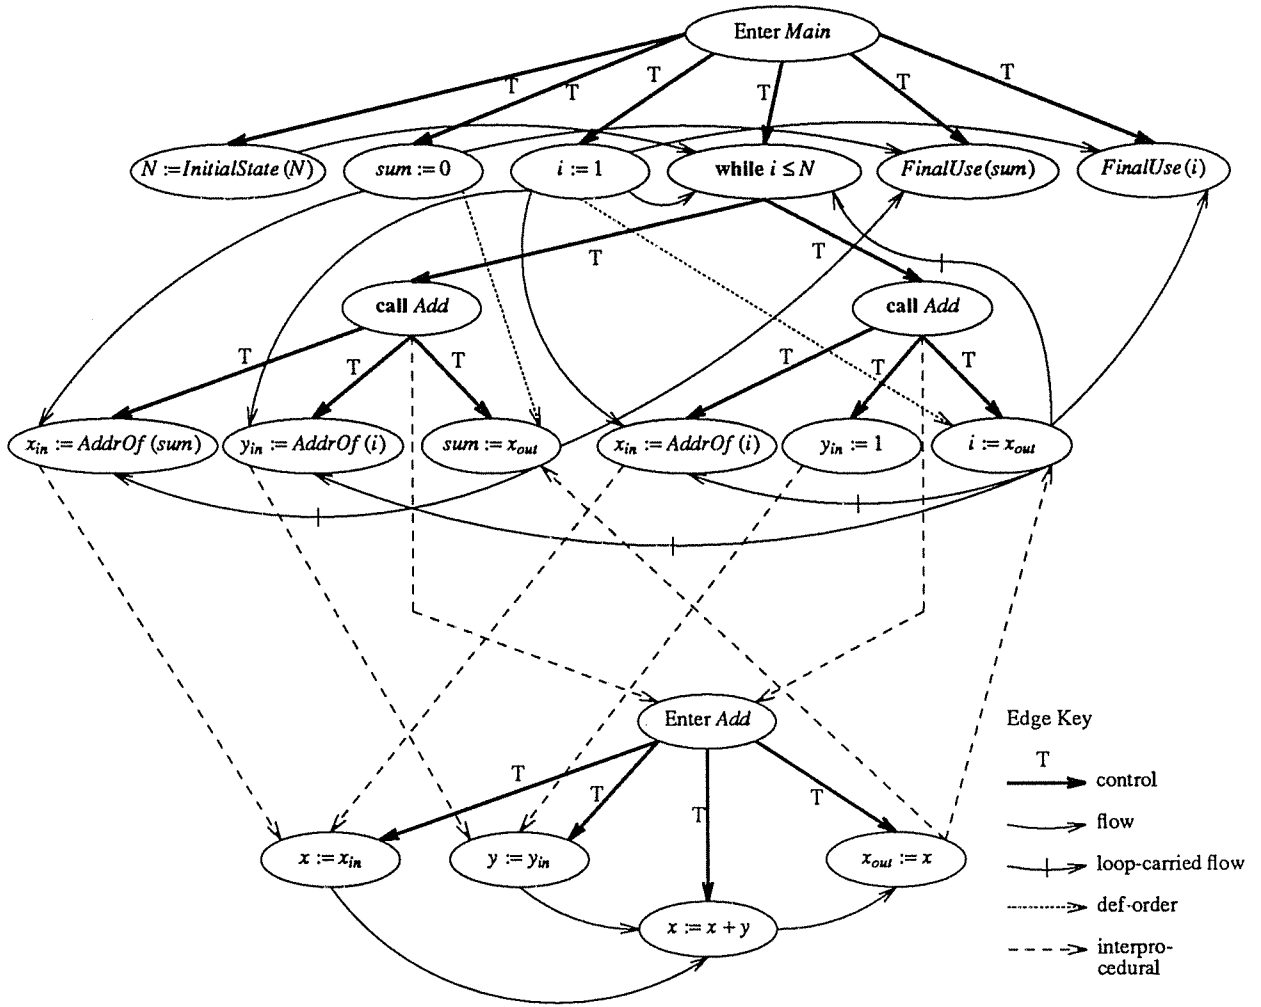 Enter Main
T T T T T T
N := InitialState (N)
sum := 0
i := 1
while i ≤ N
FinalUse (sum)
FinalUse (i)
T T
call Add
call Add
T T T T T T
x_in := AddrOf (sum)
y_in := AddrOf (i)
sum := x_out
x_in := AddrOf (i)
y_in := 1
i := x_out
Enter Add
T T T T
x := x_in
y := y_in
x_out := x
x := x + y
Edge Key
T
control
flow
loop-carried flow
def-order
interpro-
cedural